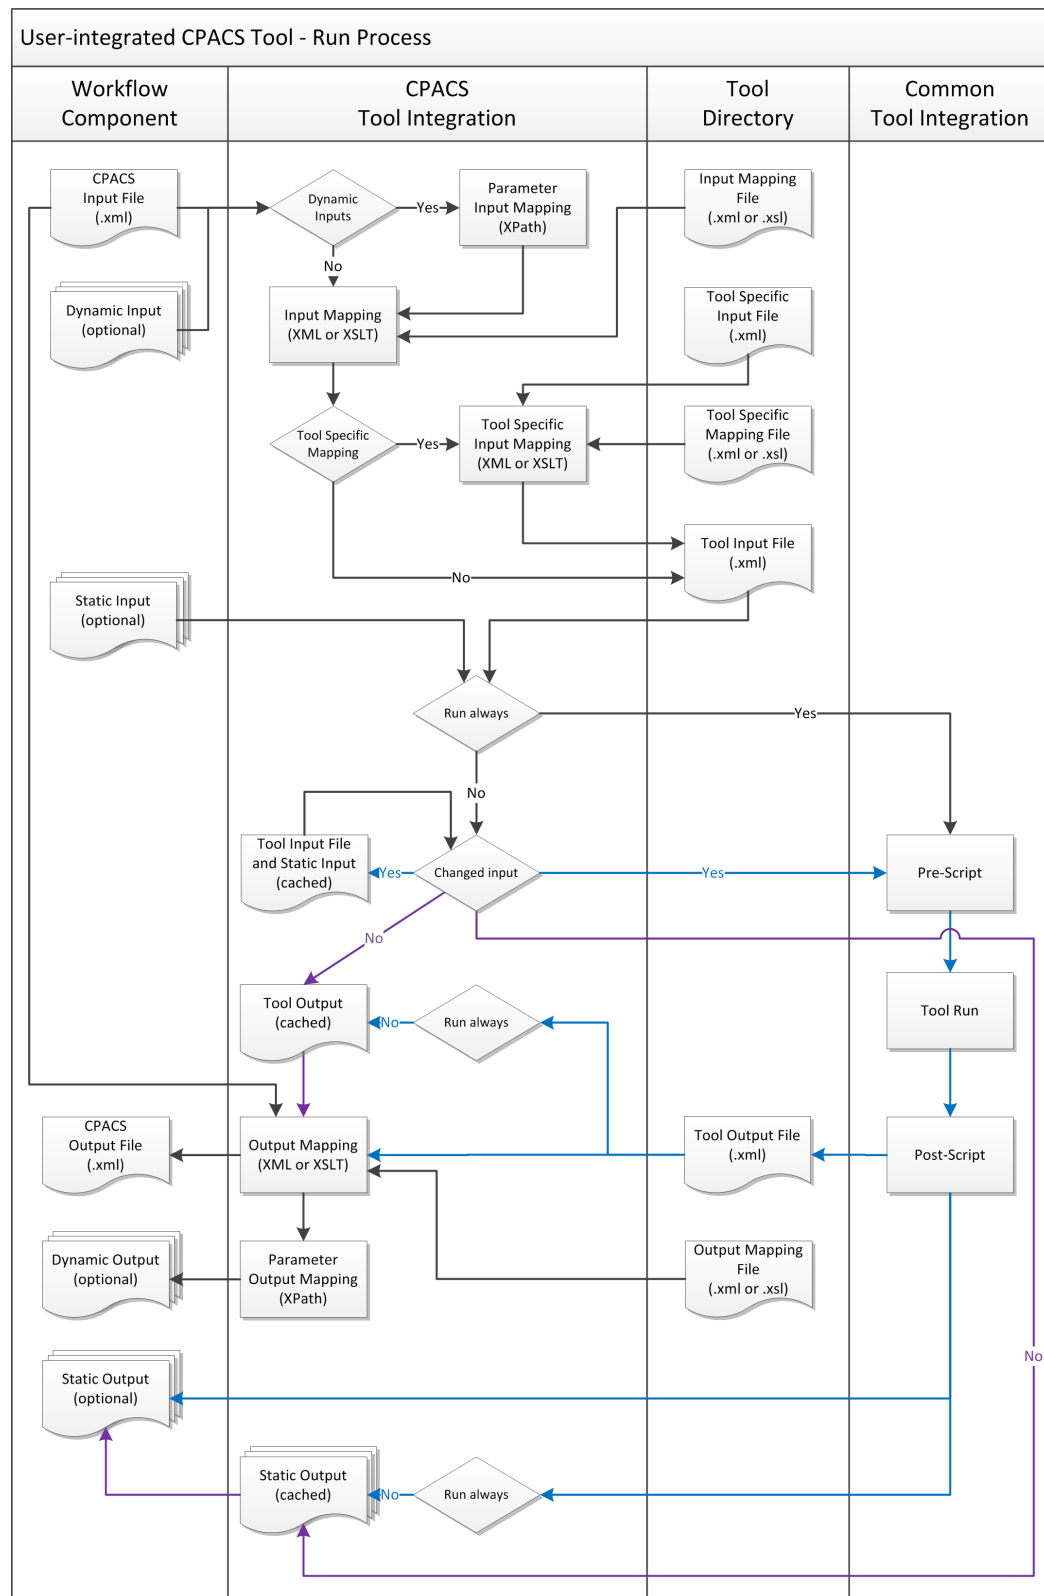 User-integrated CPACS Tool - Run Process
Workflow
Component
CPACS
Tool Integration
Tool
Directory
Common
Tool Integration
CPACS
Input File
(.xml)
Dynamic
Inputs
Yes
Parameter
Input Mapping
(XPath)
Input Mapping
File
(.xml or .xsl)
No
Dynamic Input
(optional)
Input Mapping
(XML or XSLT)
Tool Specific
Input File
(.xml)
Tool Specific
Mapping
Yes
Tool Specific
Input Mapping
(XML or XSLT)
Tool Specific
Mapping File
(.xml or .xsl)
Tool Input File
(.xml)
No
Static Input
(optional)
Run always
Yes
No
Tool Input File
and Static Input
(cached)
Yes
Changed input
Yes
Pre-Script
No
Tool Output
(cached)
No
Run always
Tool Run
CPACS
Output File
(.xml)
Output Mapping
(XML or XSLT)
Tool Output File
(.xml)
Post-Script
Dynamic Output
(optional)
Parameter
Output Mapping
(XPath)
Output Mapping
File
(.xml or .xsl)
No
Static Output
(optional)
Static Output
(cached)
No
Run always